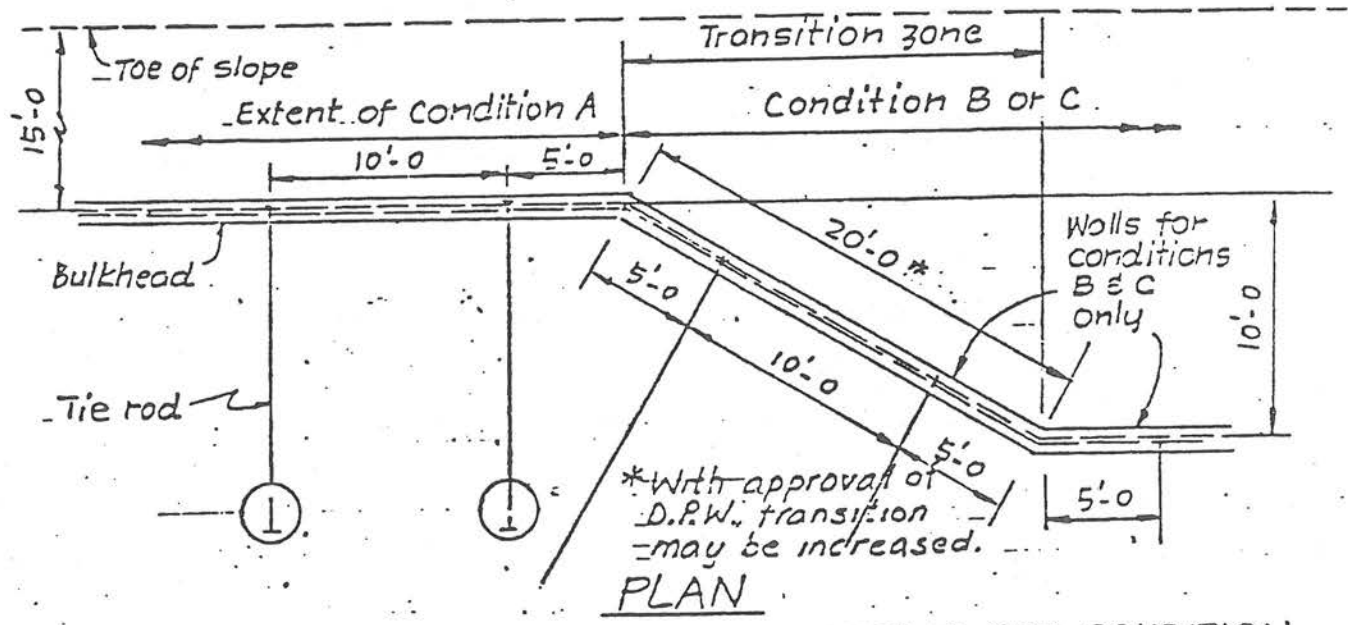 Transition zone
Toe of slope
15'-0
Extent of condition A
Condition B or C
10'-0
5'-0
Bulkhead
20'-0 *
Walls for
conditions
B & C
only
10'-0
5'-0
10'-0
5'-0
5'-0
Tie rod
*With approval of
D.P.W., transition
may be increased.
PLAN
CONDITION